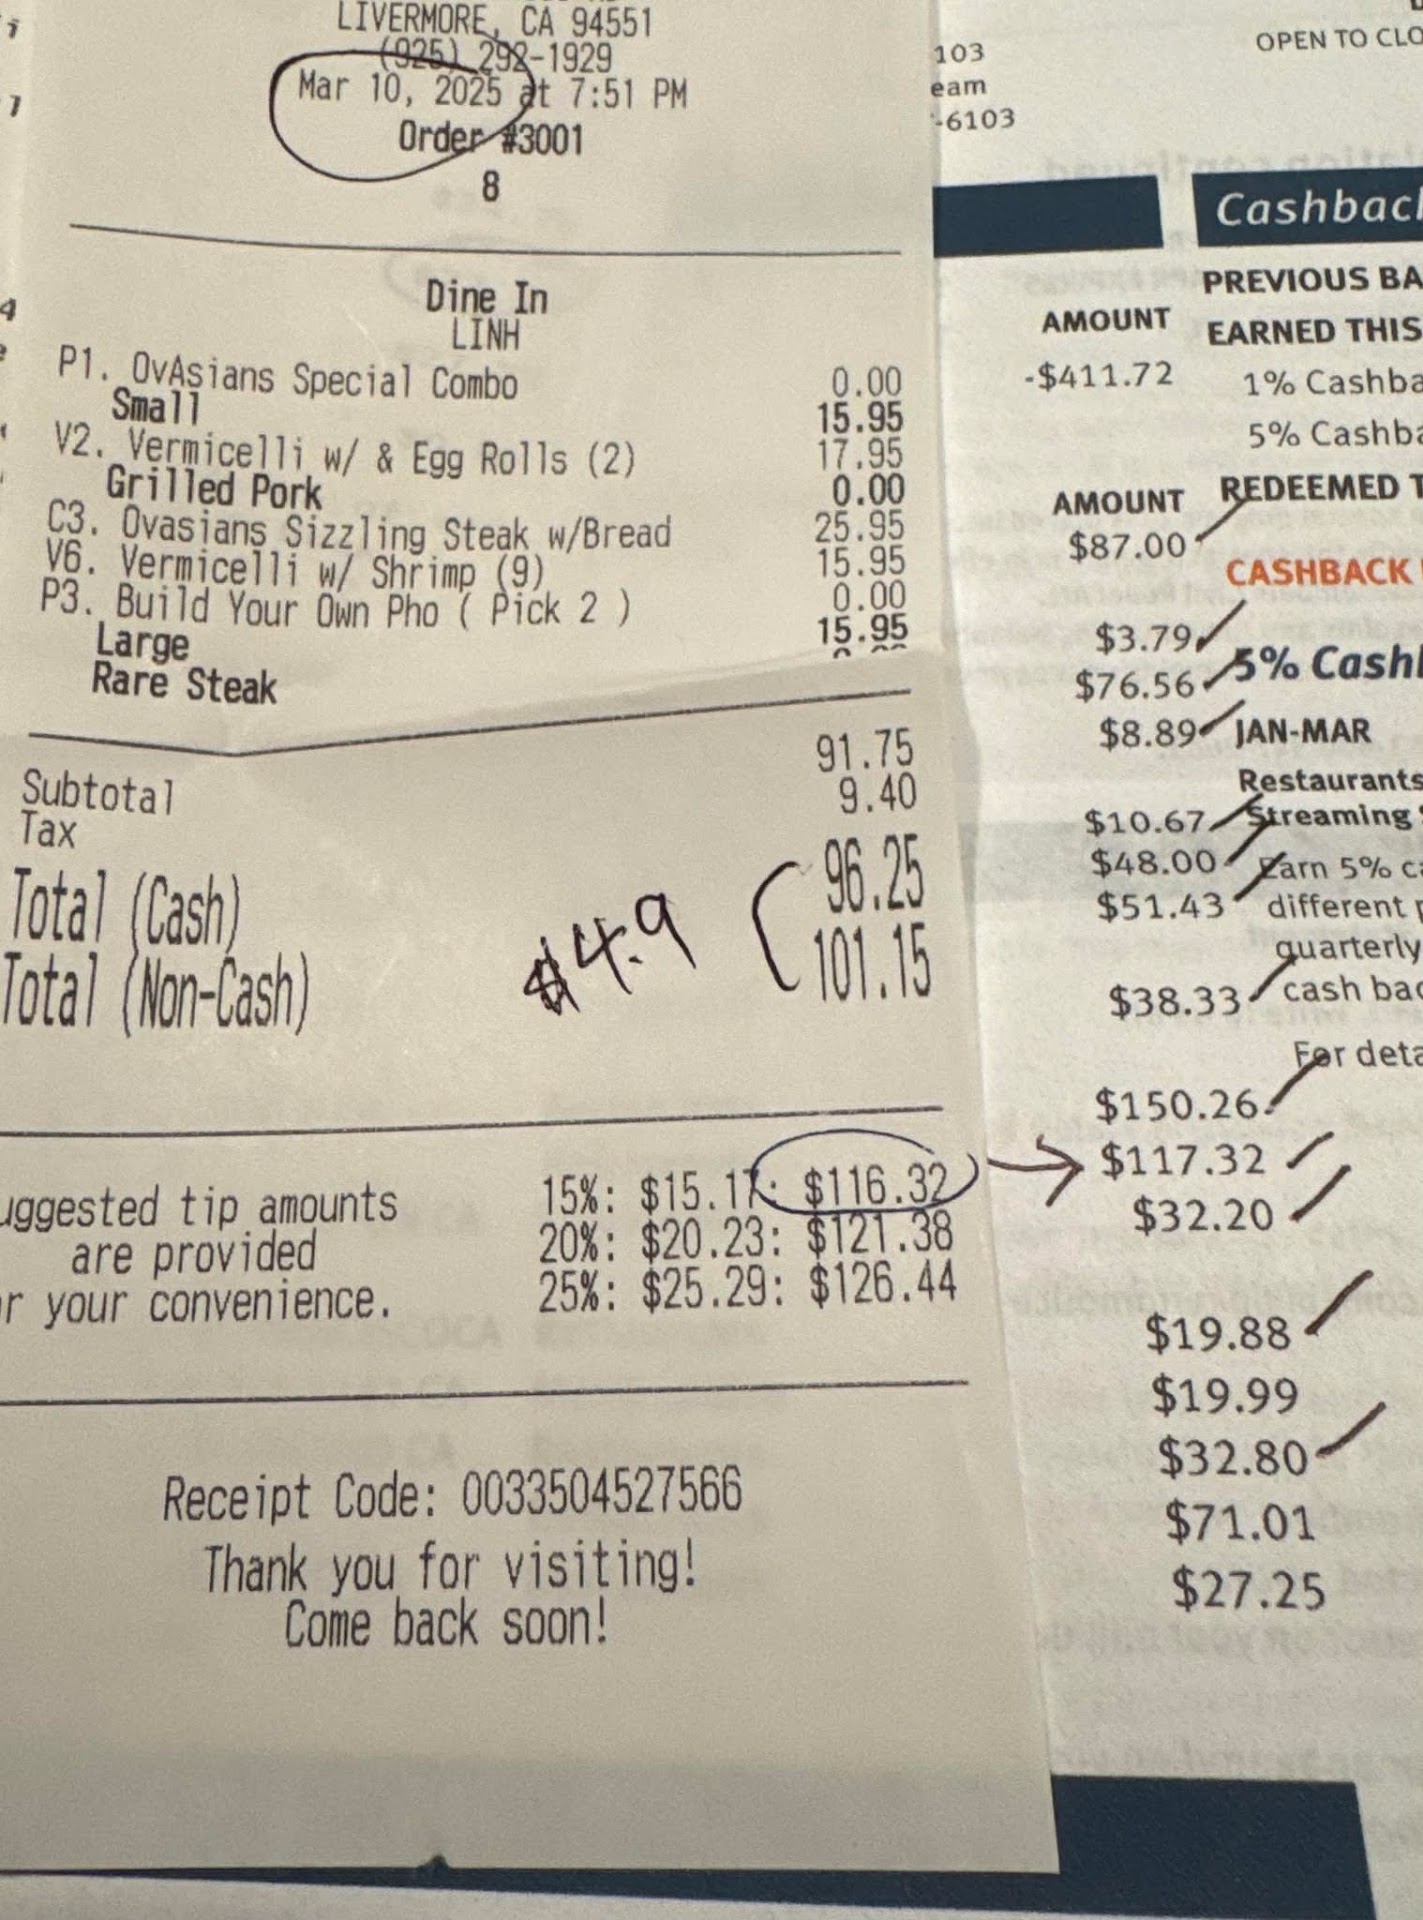 LIVERMORE, CA 94551
(925) 292-1929
Mar 10, 2025 at 7:51 PM
Order #3001
8
Dine In
LINH
P1. OvAsians Special Combo 0.00
Small 15.95
V2. Vermicelli w/ & Egg Rolls (2) 17.95
Grilled Pork 0.00
C3. Ovasians Sizzling Steak w/Bread 25.95
V6. Vermicelli w/ Shrimp (9) 15.95
P3. Build Your Own Pho ( Pick 2 ) 0.00
Large 15.95
Rare Steak
Subtotal 91.75
Tax 9.40
Total (Cash) 96.25
Total (Non-Cash) 101.15
$4.9
uggested tip amounts
are provided
r your convenience.
15%: $15.17: $116.32
20%: $20.23: $121.38
25%: $25.29: $126.44
Receipt Code: 0033504527566
Thank you for visiting!
Come back soon!
103
eam
-6103
OPEN TO CLO
AMOUNT
-$411.72
AMOUNT
$87.00
$3.79
$76.56
$8.89
$10.67
$48.00
$51.43
$38.33
$150.26
$117.32
$32.20
$19.88
$19.99
$32.80
$71.01
$27.25
Cashback
PREVIOUS BA
EARNED THIS
1% Cashba
5% Cashba
REDEEMED T
CASHBACK
5% Cashb
JAN-MAR
Restaurants
Streaming
Earn 5% ca
different p
quarterly
cash bac
For deta